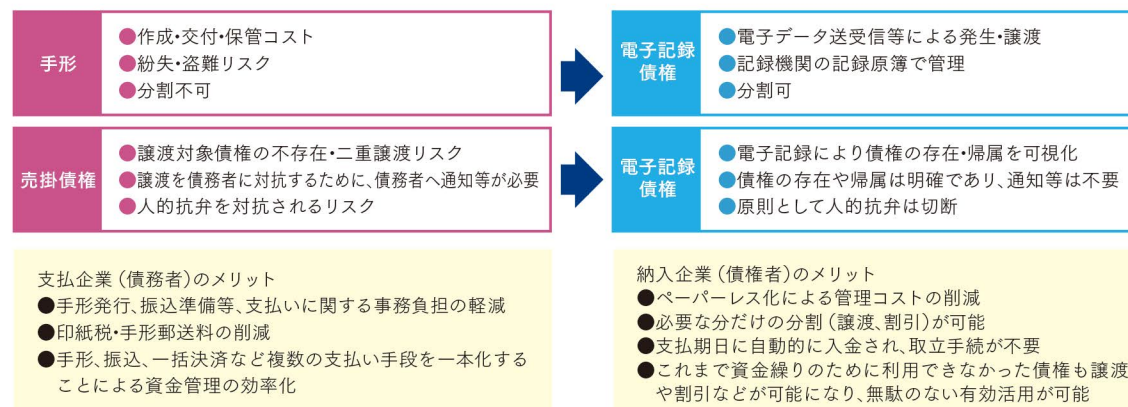 手形
●作成・交付・保管コスト
●紛失・盗難リスク
●分割不可
電子記録
債権
●電子データ送受信等による発生・譲渡
●記録機関の記録原簿で管理
●分割可
売掛債権
●譲渡対象債権の不存在・二重譲渡リスク
●譲渡を債務者に対抗するために、債務者へ通知等が必要
●人的抗弁を対抗されるリスク
電子記録
債権
●電子記録により債権の存在・帰属を可視化
●債権の存在や帰属は明確であり、通知等は不要
●原則として人的抗弁は切断
支払企業（債務者）のメリット
●手形発行、振込準備等、支払いに関する事務負担の軽減
●印紙税・手形郵送料の削減
●手形、振込、一括決済など複数の支払い手段を一本化する
ことによる資金管理の効率化
納入企業（債権者）のメリット
●ペーパーレス化による管理コストの削減
●必要な分だけの分割（譲渡、割引）が可能
●支払期日に自動的に入金され、取立手続が不要
●これまで資金繰りのために利用できなかった債権も譲渡
や割引などが可能になり、無駄のない有効活用が可能